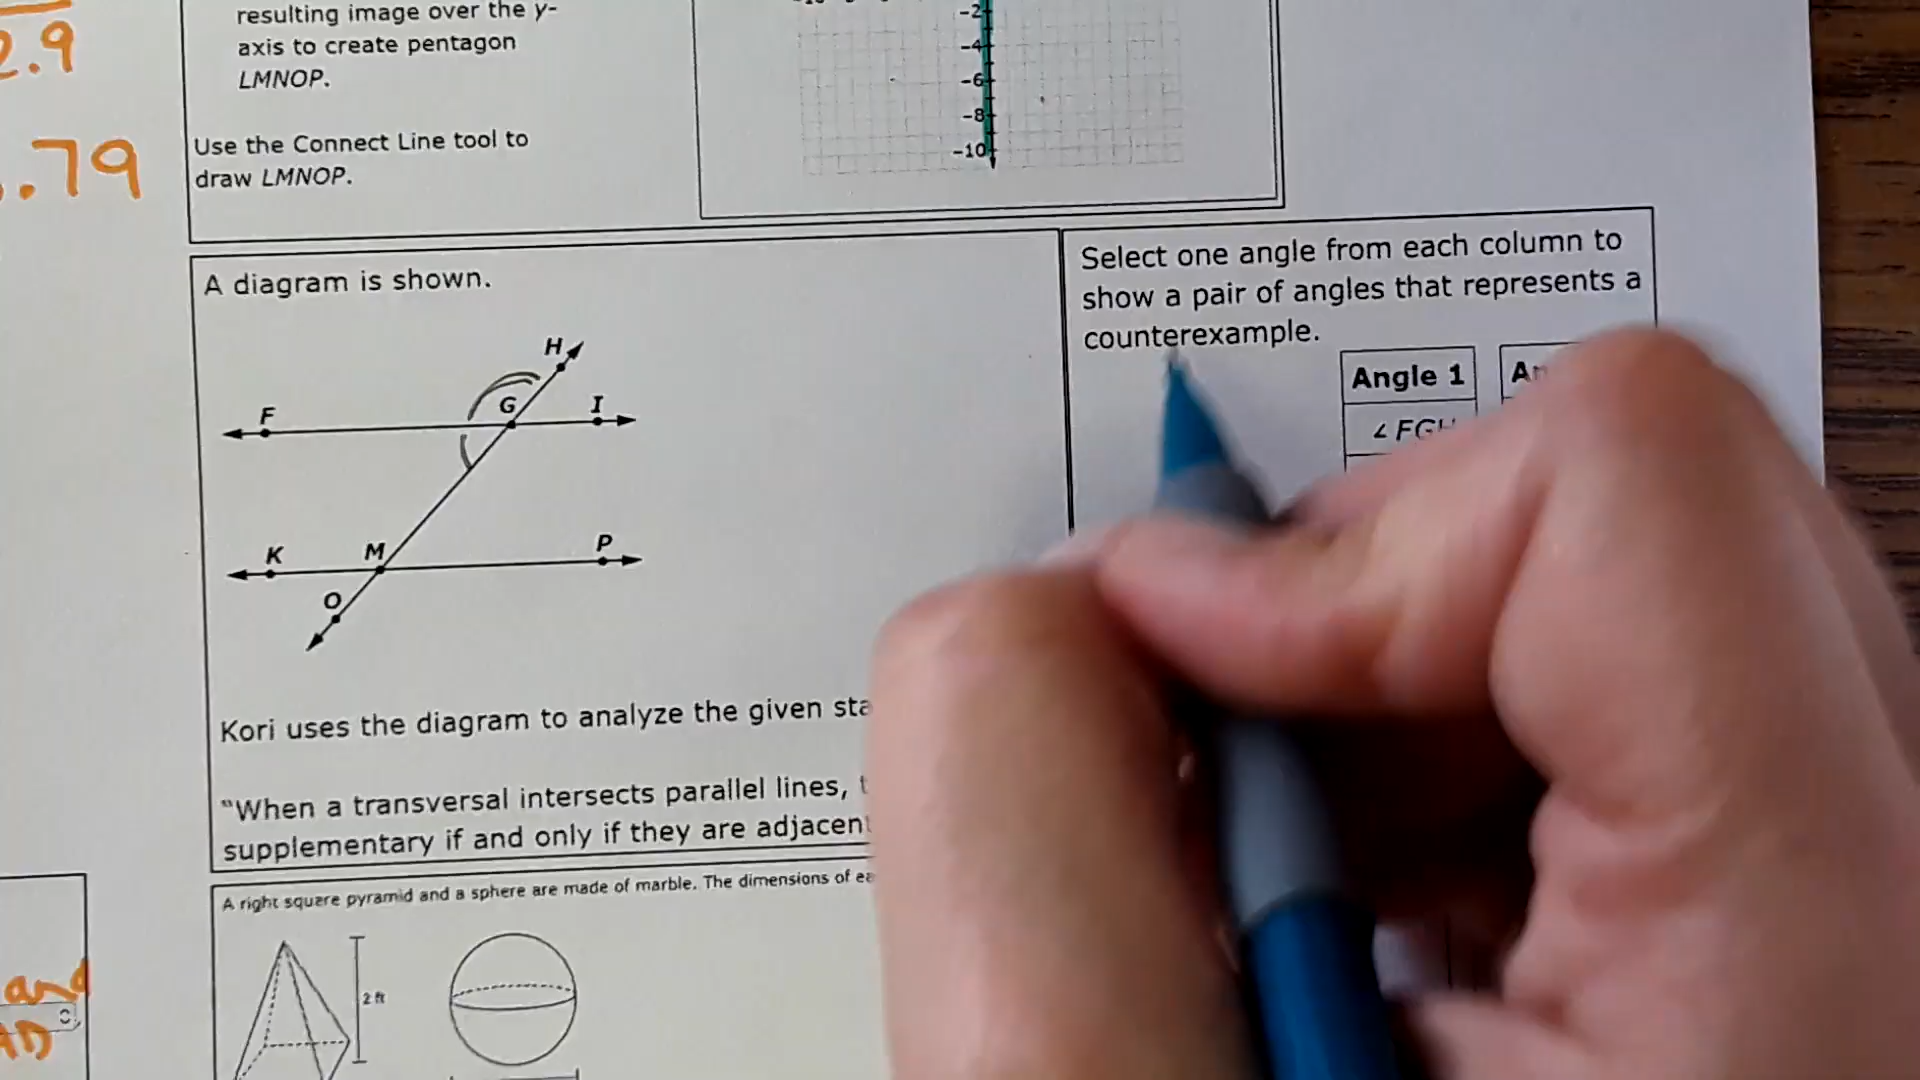 2.9
.79
resulting image over the y-
axis to create pentagon
LMNOP.
Use the Connect Line tool to
draw LMNOP.
-2
-4
-6
-8
-10
A diagram is shown.
H
F
G
I
K
M
P
O
Kori uses the diagram to analyze the given
"When a transversal intersects parallel lines,
supplementary if and only if they are adjacent
Select one angle from each column to
show a pair of angles that represents a
counterexample.
Angle 1
∠FGH
A right square pyramid and a sphere are made of marble. The dimensions of
2 ft
and